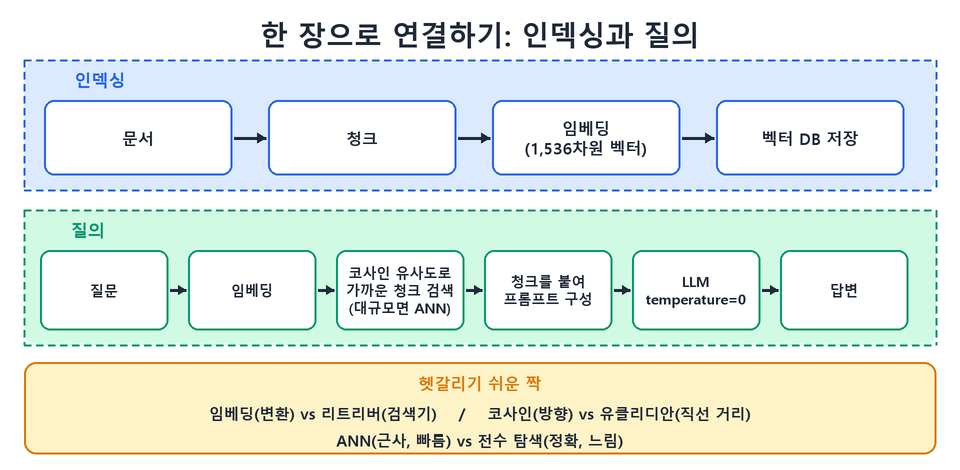 한 장으로 연결하기: 인덱싱과 질의
인덱싱
문서
청크
임베딩
(1,536차원 벡터)
벡터 DB 저장
질의
질문
임베딩
코사인 유사도로
가까운 청크 검색
(대규모면 ANN)
청크를 붙여
프롬프트 구성
LLM
temperature=0
답변
헷갈리기 쉬운 짝
임베딩(변환) vs 리트리버(검색기) / 코사인(방향) vs 유클리디안(직선 거리)
ANN(근사, 빠름) vs 전수 탐색(정확, 느림)